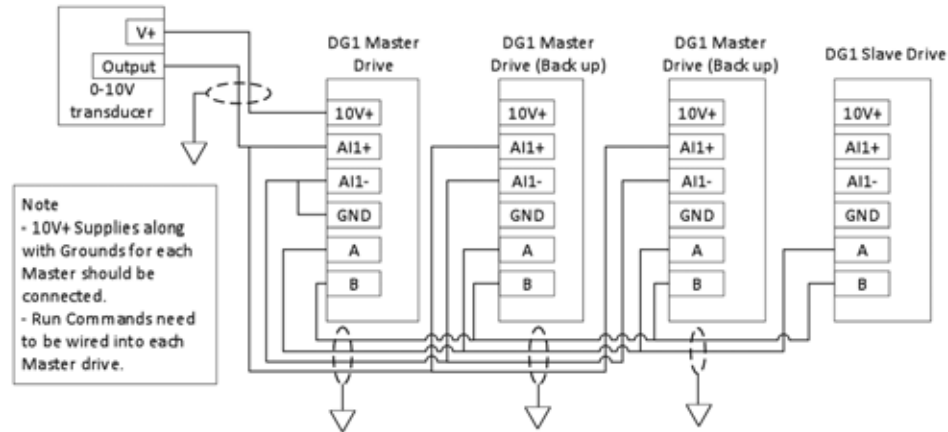 V+
Output
0-10V
transducer
DG1 Master
Drive
10V+
AI1+
AI1-
GND
A
B
DG1 Master
Drive (Back up)
10V+
AI1+
AI1-
GND
A
B
DG1 Master
Drive (Back up)
10V+
AI1+
AI1-
GND
A
B
DG1 Slave Drive
10V+
AI1+
AI1-
GND
A
B
Note
- 10V+ Supplies along
with Grounds for each
Master should be
connected.
- Run Commands need
to be wired into each
Master drive.